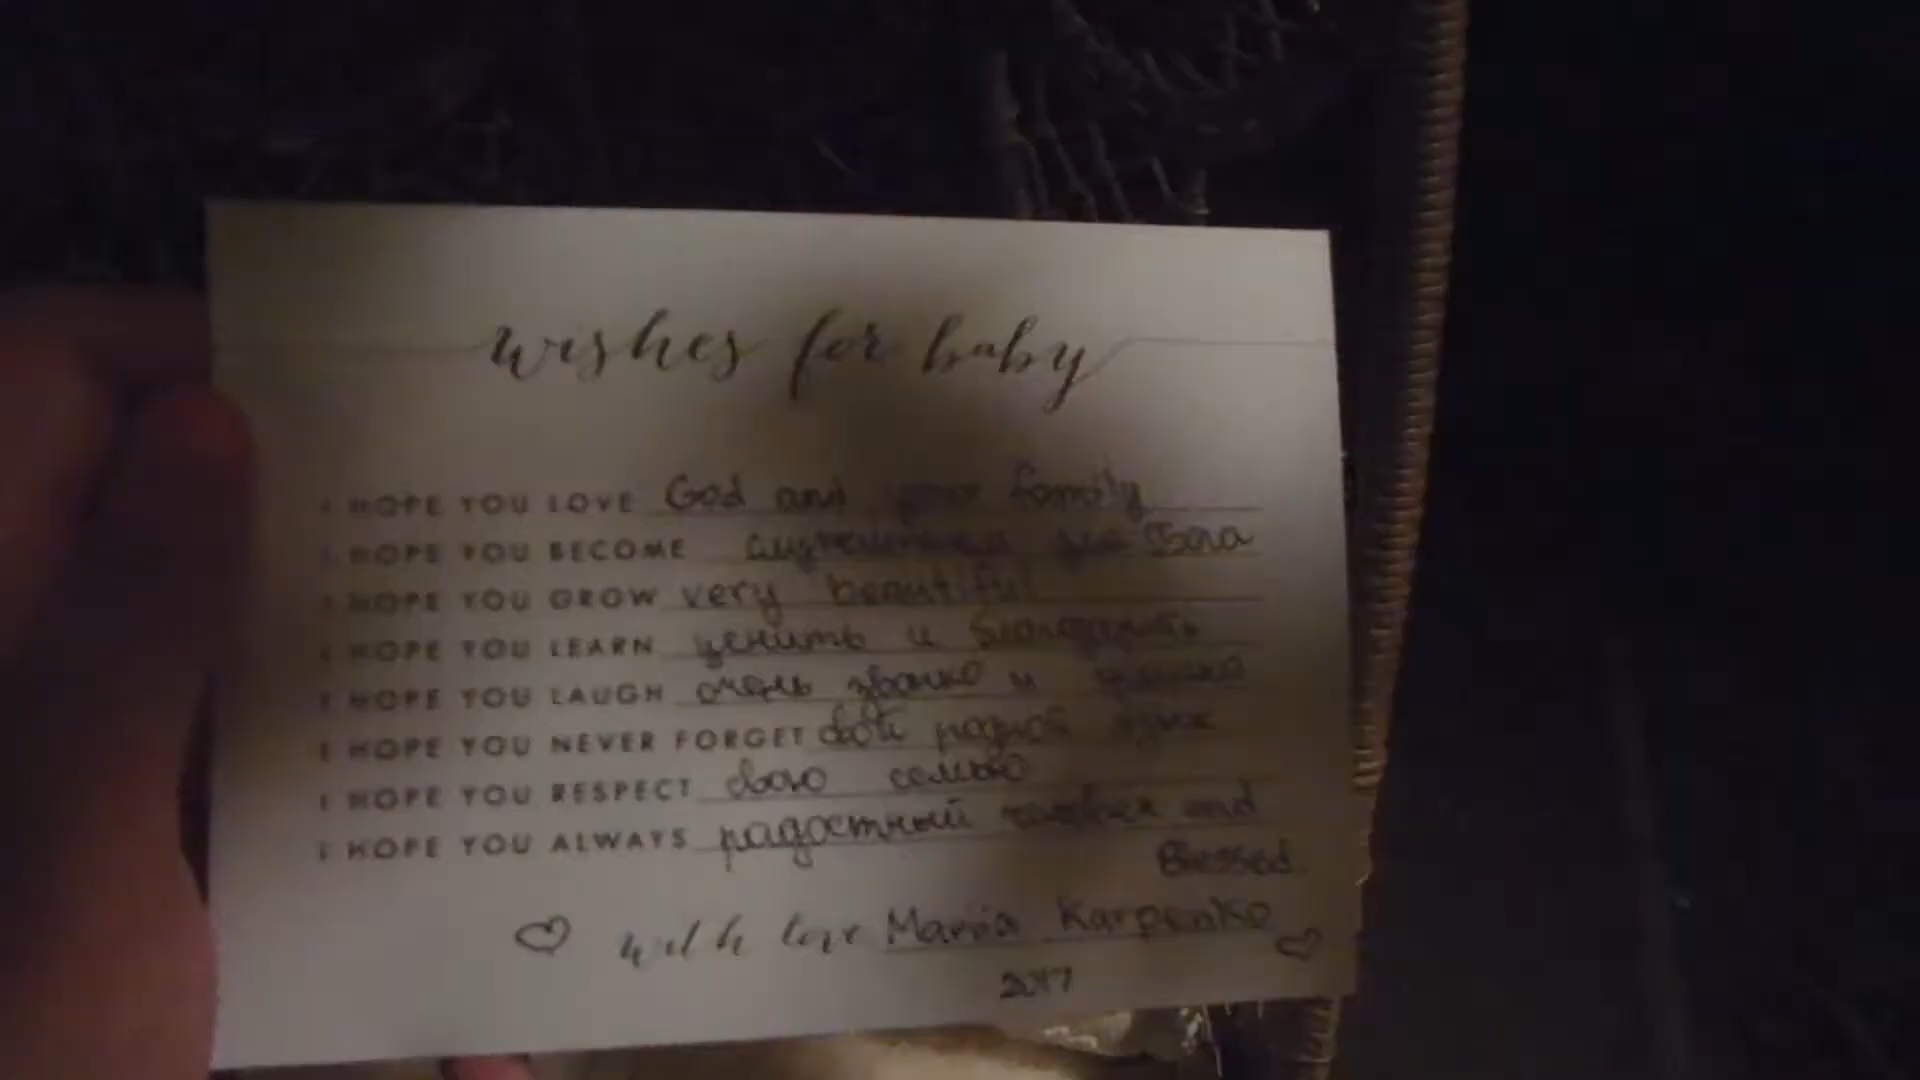 wishes for baby
I HOPE YOU LOVE God and your family
I HOPE YOU BECOME для Бога
I HOPE YOU GROW very beautiful
I HOPE YOU LEARN ценить и благодарить
I HOPE YOU LAUGH очень звонко и
I HOPE YOU NEVER FORGET свой родной язык
I HOPE YOU RESPECT свою семью
I HOPE YOU ALWAYS радостный and
Blessed
with love Mariia Karpenko
2017